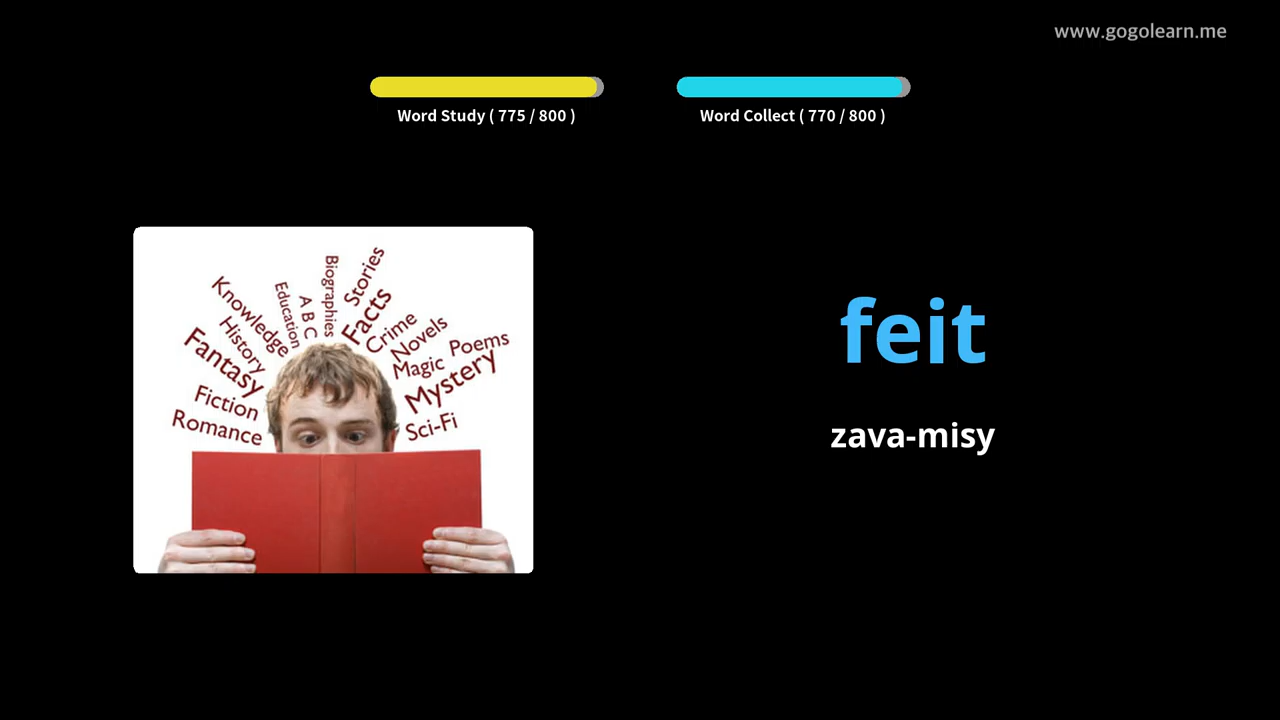 www.gogolearn.me
Word Study ( 775 / 800 )
Word Collect ( 770 / 800 )
Knowledge
Education
A B C
Biographies
Stories
Facts
Crime
Novels
Poems
Magic
Mystery
History
Fantasy
Fiction
Romance
Sci-Fi
feit
zava-misy